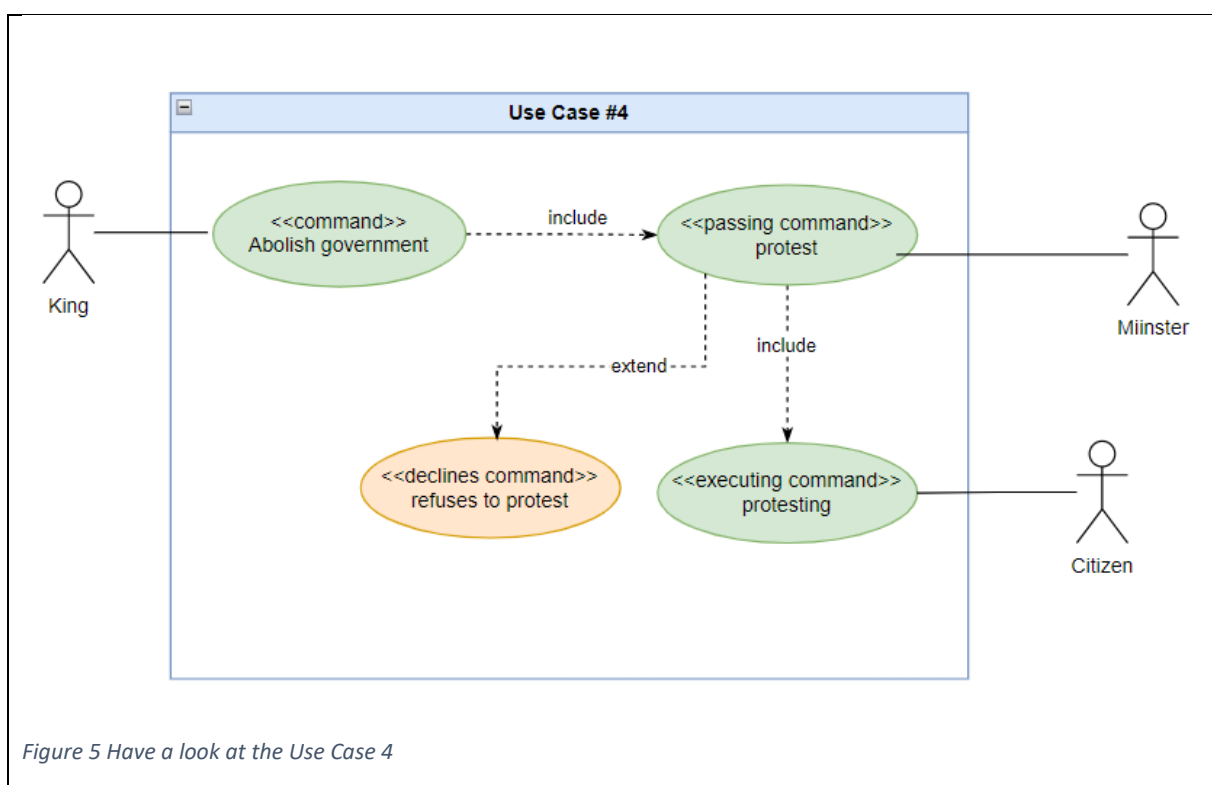 Use Case #4
<<command>>
Abolish government
include
<<passing command>>
protest
King
Miinster
include
extend
<<declines command>>
refuses to protest
<<executing command>>
protesting
Citizen
Figure 5 Have a look at the Use Case 4